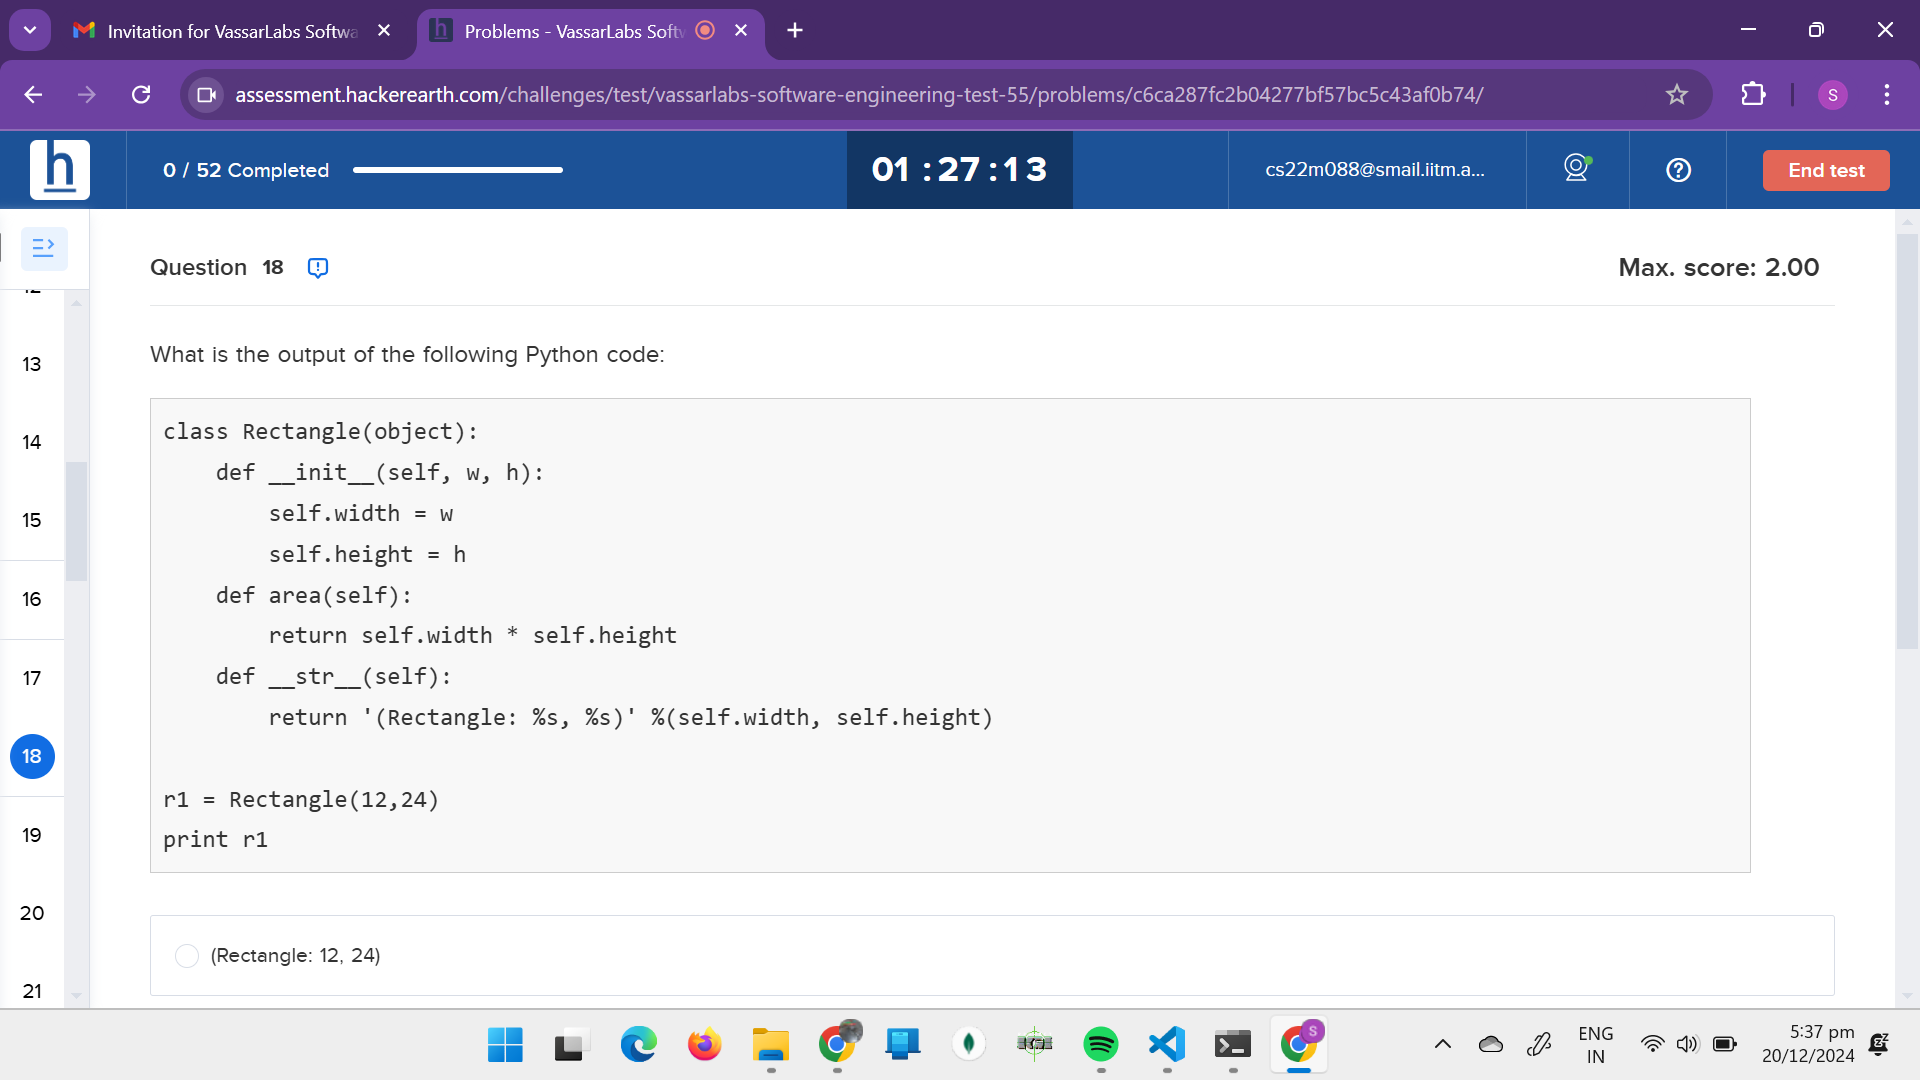 Invitation for VassarLabs Softwa
Problems - VassarLabs Softv
assessment.hackerearth.com/challenges/test/vassarlabs-software-engineering-test-55/problems/c6ca287fc2b04277bf57bc5c43af0b74/
S
h
0 / 52 Completed
01 : 27 : 13
cs22m088@smail.iitm.a...
End test
Question 18
Max. score: 2.00
12
13
14
15
16
17
18
19
20
21
What is the output of the following Python code:
class Rectangle(object):
    def __init__(self, w, h):
        self.width = w
        self.height = h
    def area(self):
        return self.width * self.height
    def __str__(self):
        return '(Rectangle: %s, %s)' %(self.width, self.height)
r1 = Rectangle(12,24)
print r1
(Rectangle: 12, 24)
S
ENG
IN
5:37 pm
20/12/2024